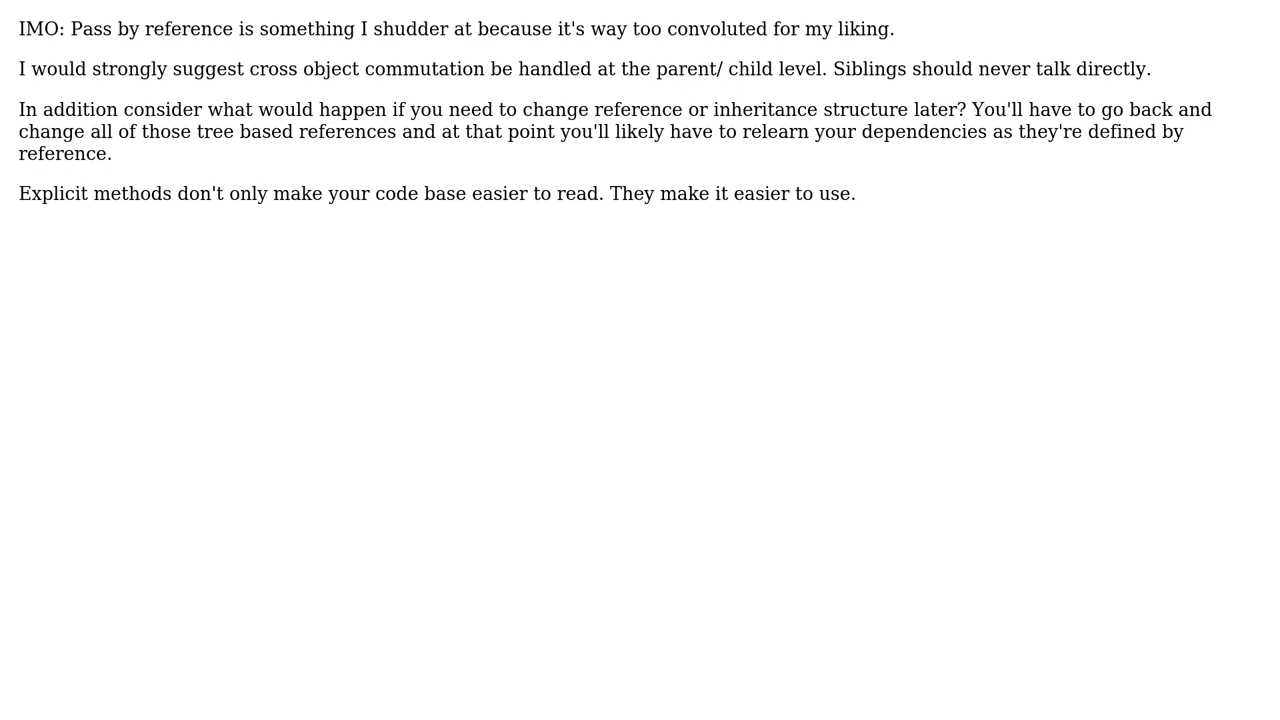 IMO: Pass by reference is something I shudder at because it's way too convoluted for my liking.
I would strongly suggest cross object commutation be handled at the parent/ child level. Siblings should never talk directly.
In addition consider what would happen if you need to change reference or inheritance structure later? You'll have to go back and
change all of those tree based references and at that point you'll likely have to relearn your dependencies as they're defined by
reference.
Explicit methods don't only make your code base easier to read. They make it easier to use.